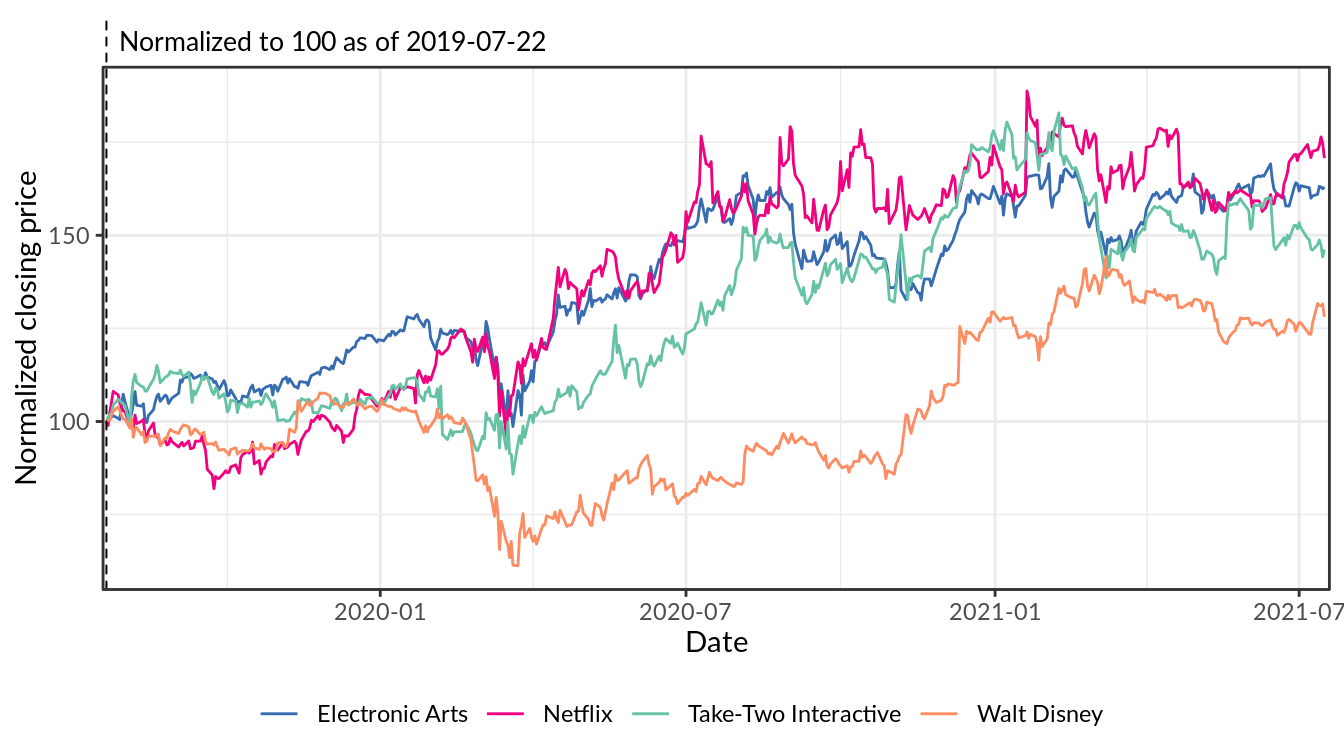 Normalized to 100 as of 2019-07-22
Normalized closing price
150
100
2020-01
2020-07
2021-01
2021-07
Date
Electronic Arts
Netflix
Take-Two Interactive
Walt Disney